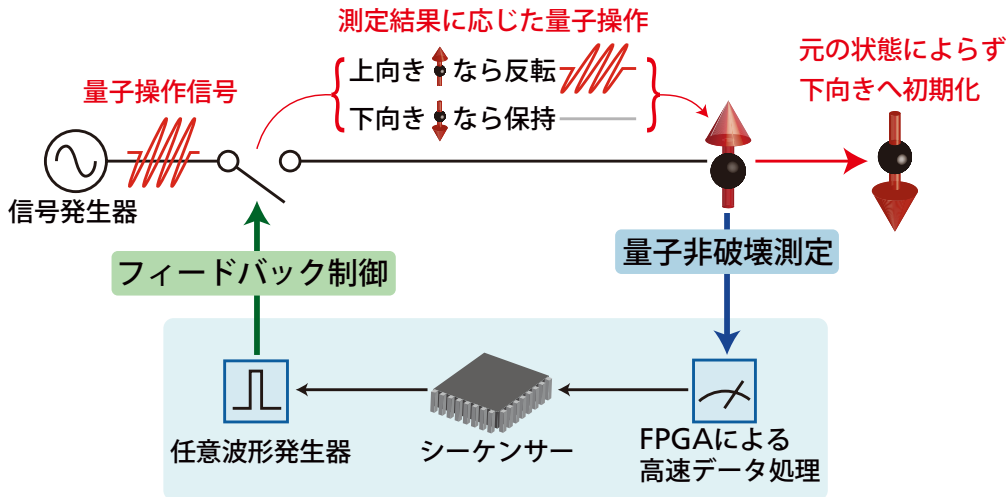 測定結果に応じた量子操作
上向きなら反転
下向きなら保持
元の状態によらず
下向きへ初期化
量子操作信号
信号発生器
フィードバック制御
量子非破壊測定
任意波形発生器
シーケンサー
FPGAによる
高速データ処理